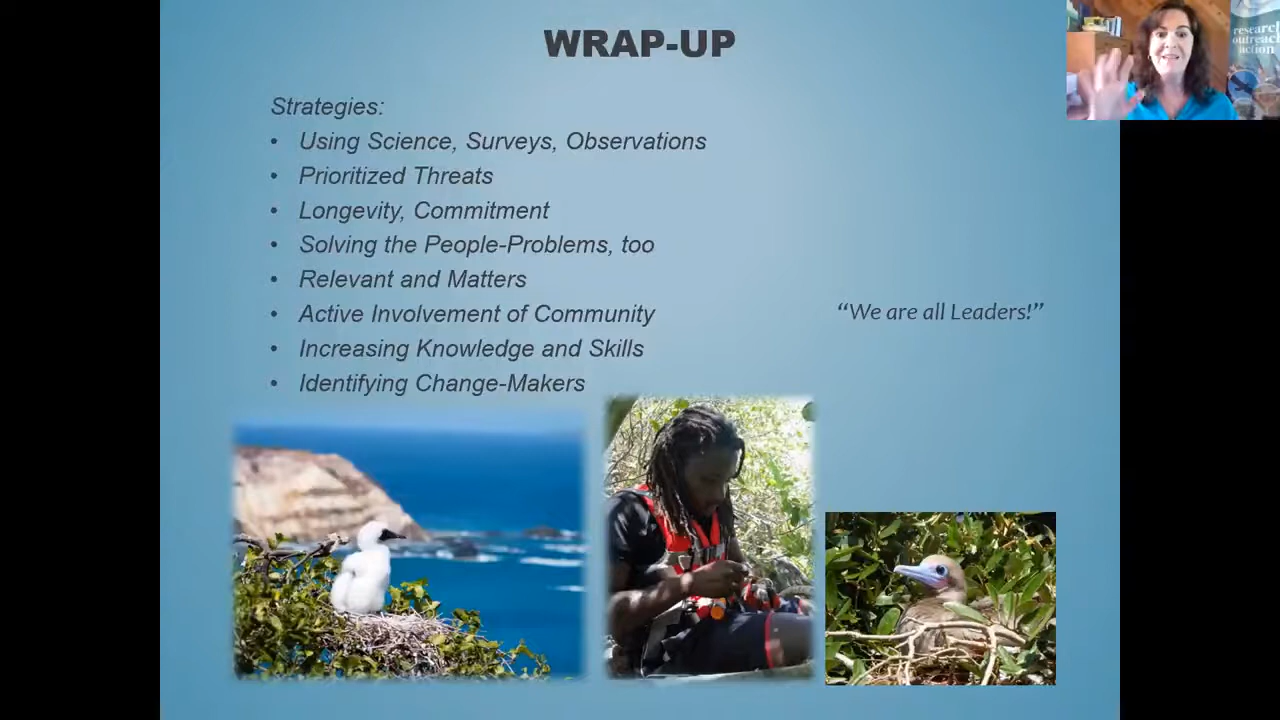 WRAP-UP
Strategies:
• Using Science, Surveys, Observations
• Prioritized Threats
• Longevity, Commitment
• Solving the People-Problems, too
• Relevant and Matters
• Active Involvement of Community
• Increasing Knowledge and Skills
• Identifying Change-Makers
“We are all Leaders!”
research
outreach
action